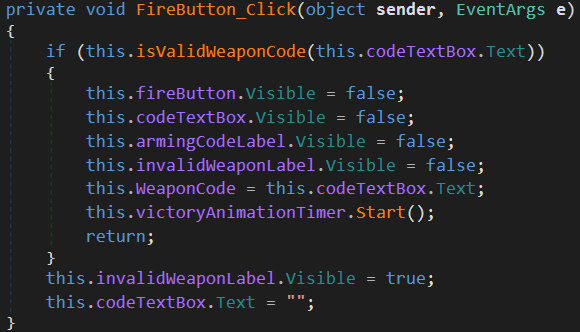 private void FireButton_Click(object sender, EventArgs e)
{
    if (this.isValidWeaponCode(this.codeTextBox.Text))
    {
        this.fireButton.Visible = false;
        this.codeTextBox.Visible = false;
        this.armingCodeLabel.Visible = false;
        this.invalidWeaponLabel.Visible = false;
        this.WeaponCode = this.codeTextBox.Text;
        this.victoryAnimationTimer.Start();
        return;
    }
    this.invalidWeaponLabel.Visible = true;
    this.codeTextBox.Text = "";
}